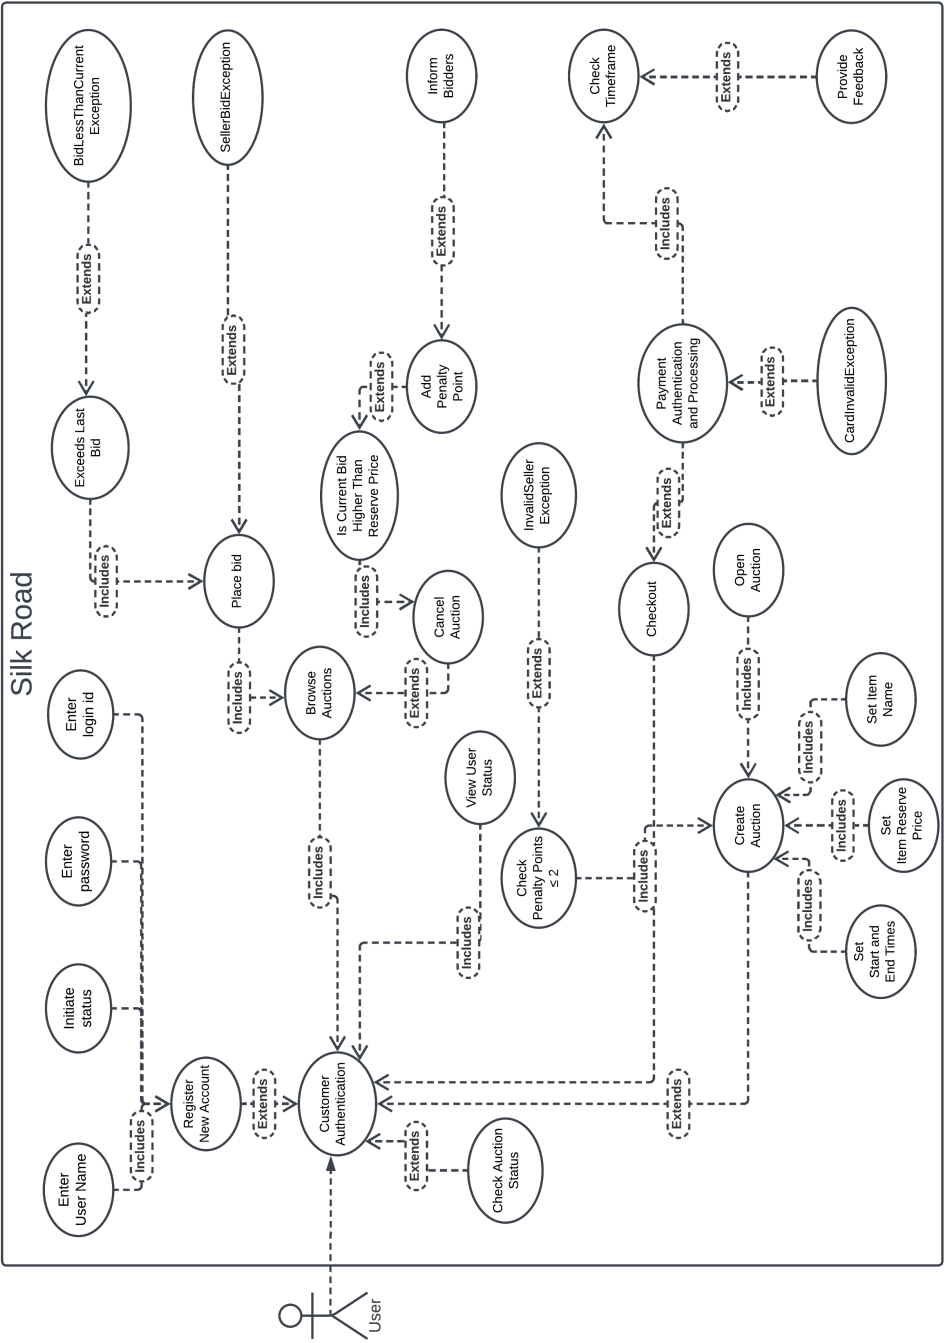 Silk Road
BidLessThanCurrent
Exception
Extends
Exceeds Last
Bid
Includes
SellerBidException
Extends
Place bid
Includes
Inform
Bidders
Extends
Add
Penalty
Point
Extends
Is Current Bid
Higher Than
Reserve Price
Includes
Cancel
Auction
Extends
Browse
Auctions
Includes
Check
Timeframe
Extends
Provide
Feedback
Includes
Payment
Authentication
and Processing
Extends
CardInvalidException
Extends
Checkout
InvalidSeller
Exception
Extends
Check
Penalty Points
≤ 2
Includes
Open
Auction
Includes
Create
Auction
Set Item
Name
Includes
Set
Item Reserve
Price
Includes
Set
Start and
End Times
Includes
Extends
View User
Status
Includes
Enter
login id
Enter
password
Initiate
status
Enter
User Name
Includes
Register
New Account
Extends
Customer
Authentication
Extends
Check Auction
Status
User